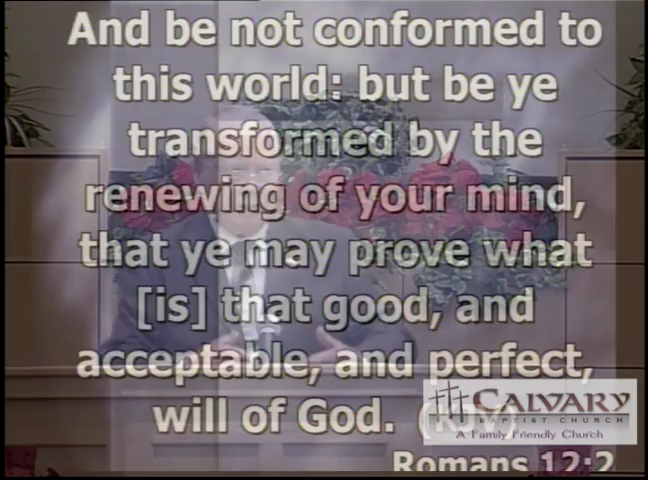 And be not conformed to
this world: but be ye
transformed by the
renewing of your mind,
that ye may prove what
[is] that good, and
acceptable, and perfect,
will of God. (KJV)
Romans 12:2
CALVARY
BAPTIST CHURCH
A Family Friendly Church